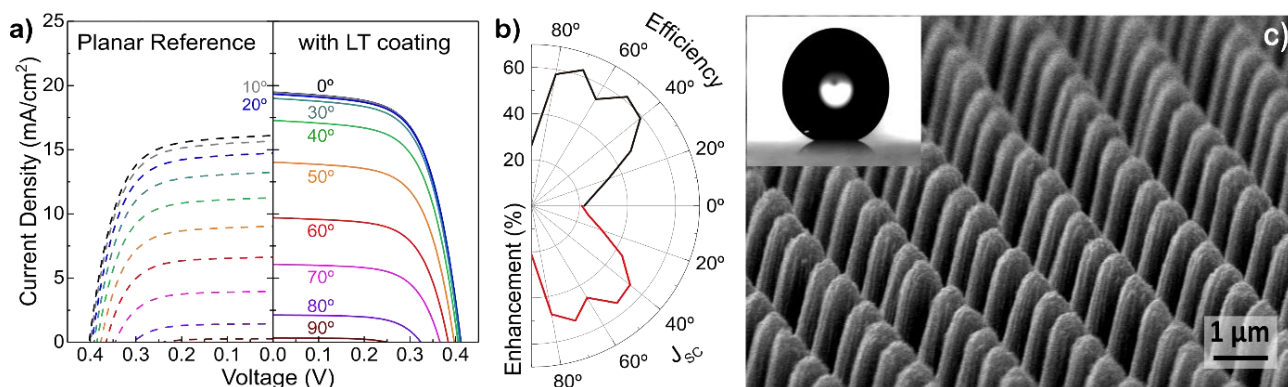 a)
Planar Reference
with LT coating
Current Density (mA/cm²)
25
20
15
10
5
0
10º
20º
0º
30º
40º
50º
60º
70º
80º
90º
0.4
0.3
0.2
0.1
0.0
0.1
0.2
0.3
0.4
Voltage (V)
b)
Efficiency
Enhancement (%)
60
40
20
80º
60º
40º
20º
0º
20º
40º
60º
80º
JSC
c)
1 µm